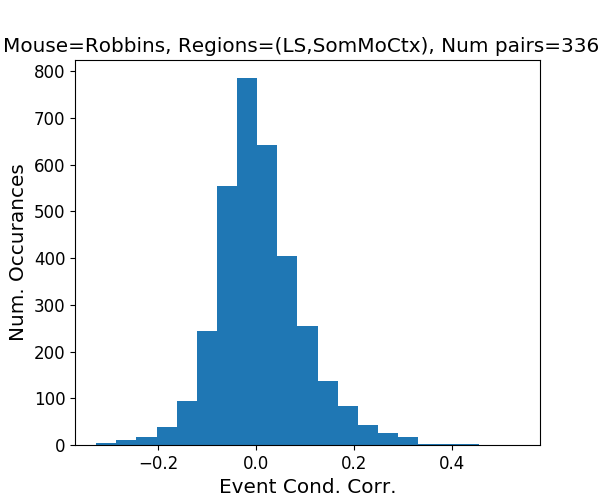 Mouse=Robbins, Regions=(LS,SomMoCtx), Num pairs=336
Num. Occurances
800
700
600
500
400
300
200
100
0
−0.2 0.0 0.2 0.4
Event Cond. Corr.